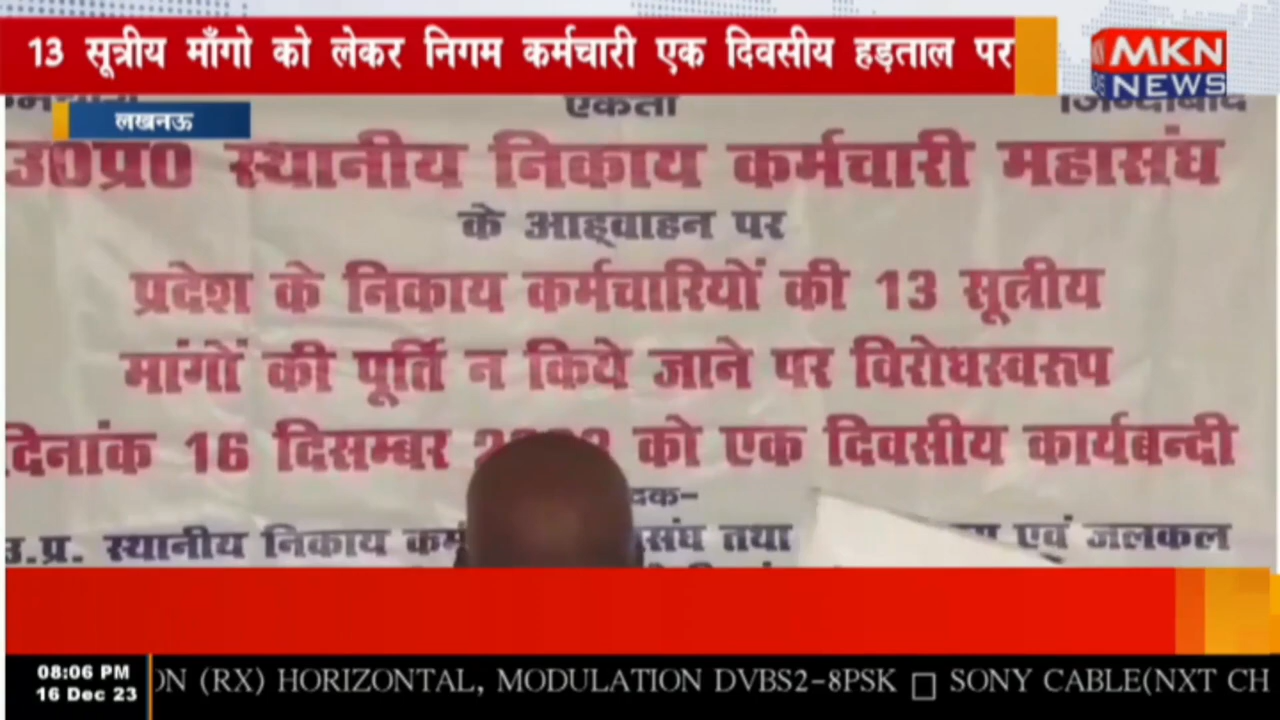 13 सूत्रीय माँगो को लेकर निगम कर्मचारी एक दिवसीय हड़ताल पर
MKN
NEWS
लखनऊ
एकता
जिन्दाबाद
उ0प्र0 स्थानीय निकाय कर्मचारी महासंघ
के आह्वाहन पर
प्रदेश के निकाय कर्मचारियों की 13 सूत्रीय
मांगों की पूर्ति न किये जाने पर विरोधस्वरूप
दिनांक 16 दिसम्बर को एक दिवसीय कार्यबन्दी
उ.प्र. स्थानीय निकाय तथा एवं जलकल
08:06 PM
16 Dec 23
ON (RX) HORIZONTAL, MODULATION DVBS2-8PSK □ SONY CABLE(NXT CH